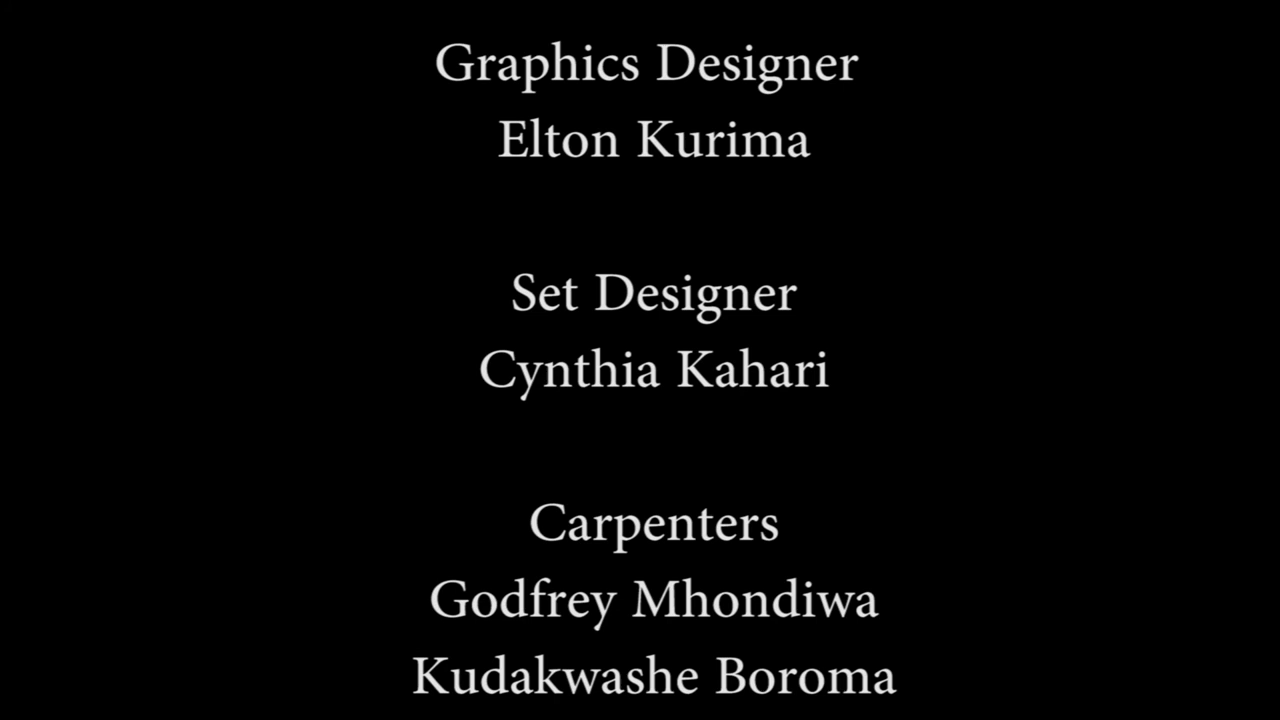 Graphics Designer
Elton Kurima
Set Designer
Cynthia Kahari
Carpenters
Godfrey Mhondiwa
Kudakwashe Boroma